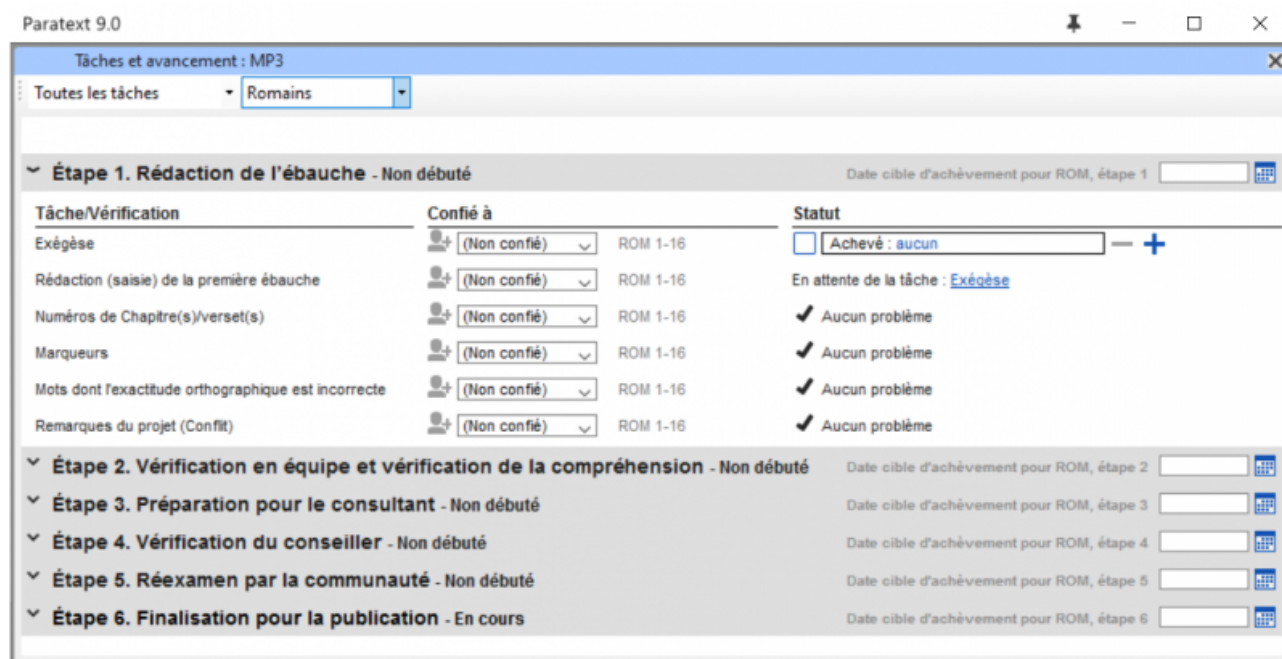 Paratext 9.0
Tâches et avancement : MP3
Toutes les tâches Romains
Étape 1. Rédaction de l'ébauche - Non débuté Date cible d'achèvement pour ROM, étape 1
Tâche/Vérification Confié à Statut
Exégèse (Non confié) ROM 1-16 Achevé : aucun
Rédaction (saisie) de la première ébauche (Non confié) ROM 1-16 En attente de la tâche : Exégèse
Numéros de Chapitre(s)/verset(s) (Non confié) ROM 1-16 Aucun problème
Marqueurs (Non confié) ROM 1-16 Aucun problème
Mots dont l'exactitude orthographique est incorrecte (Non confié) ROM 1-16 Aucun problème
Remarques du projet (Conflit) (Non confié) ROM 1-16 Aucun problème
Étape 2. Vérification en équipe et vérification de la compréhension - Non débuté Date cible d'achèvement pour ROM, étape 2
Étape 3. Préparation pour le consultant - Non débuté Date cible d'achèvement pour ROM, étape 3
Étape 4. Vérification du conseiller - Non débuté Date cible d'achèvement pour ROM, étape 4
Étape 5. Réexamen par la communauté - Non débuté Date cible d'achèvement pour ROM, étape 5
Étape 6. Finalisation pour la publication - En cours Date cible d'achèvement pour ROM, étape 6